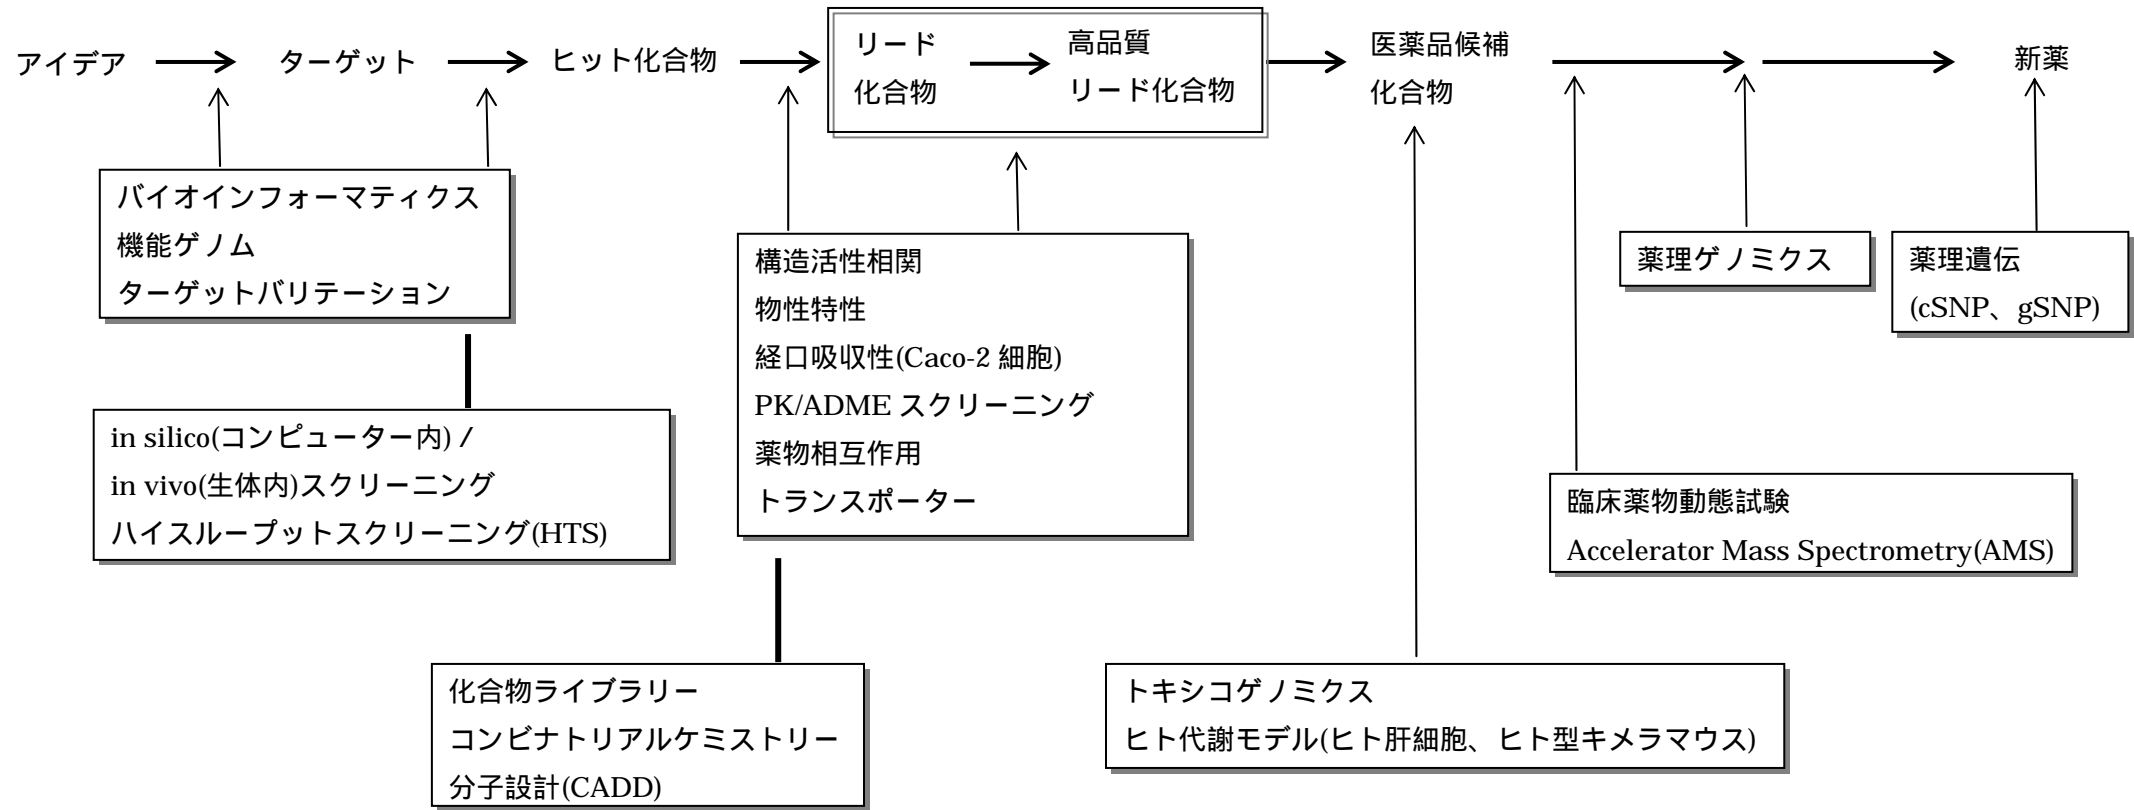 アイデア
ターゲット
ヒット化合物
リード
化合物
高品質
リード化合物
医薬品候補
化合物
新薬
バイオインフォーマティクス
機能ゲノム
ターゲットバリテーション
in silico(コンピューター内) /
in vivo(生体内)スクリーニング
ハイスループットスクリーニング(HTS)
構造活性相関
物性特性
経口吸収性(Caco-2 細胞)
PK/ADME スクリーニング
薬物相互作用
トランスポーター
化合物ライブラリー
コンビナトリアルケミストリー
分子設計(CADD)
トキシコゲノミクス
ヒト代謝モデル(ヒト肝細胞、ヒト型キメラマウス)
臨床薬物動態試験
Accelerator Mass Spectrometry(AMS)
薬理ゲノミクス
薬理遺伝
(cSNP、gSNP)